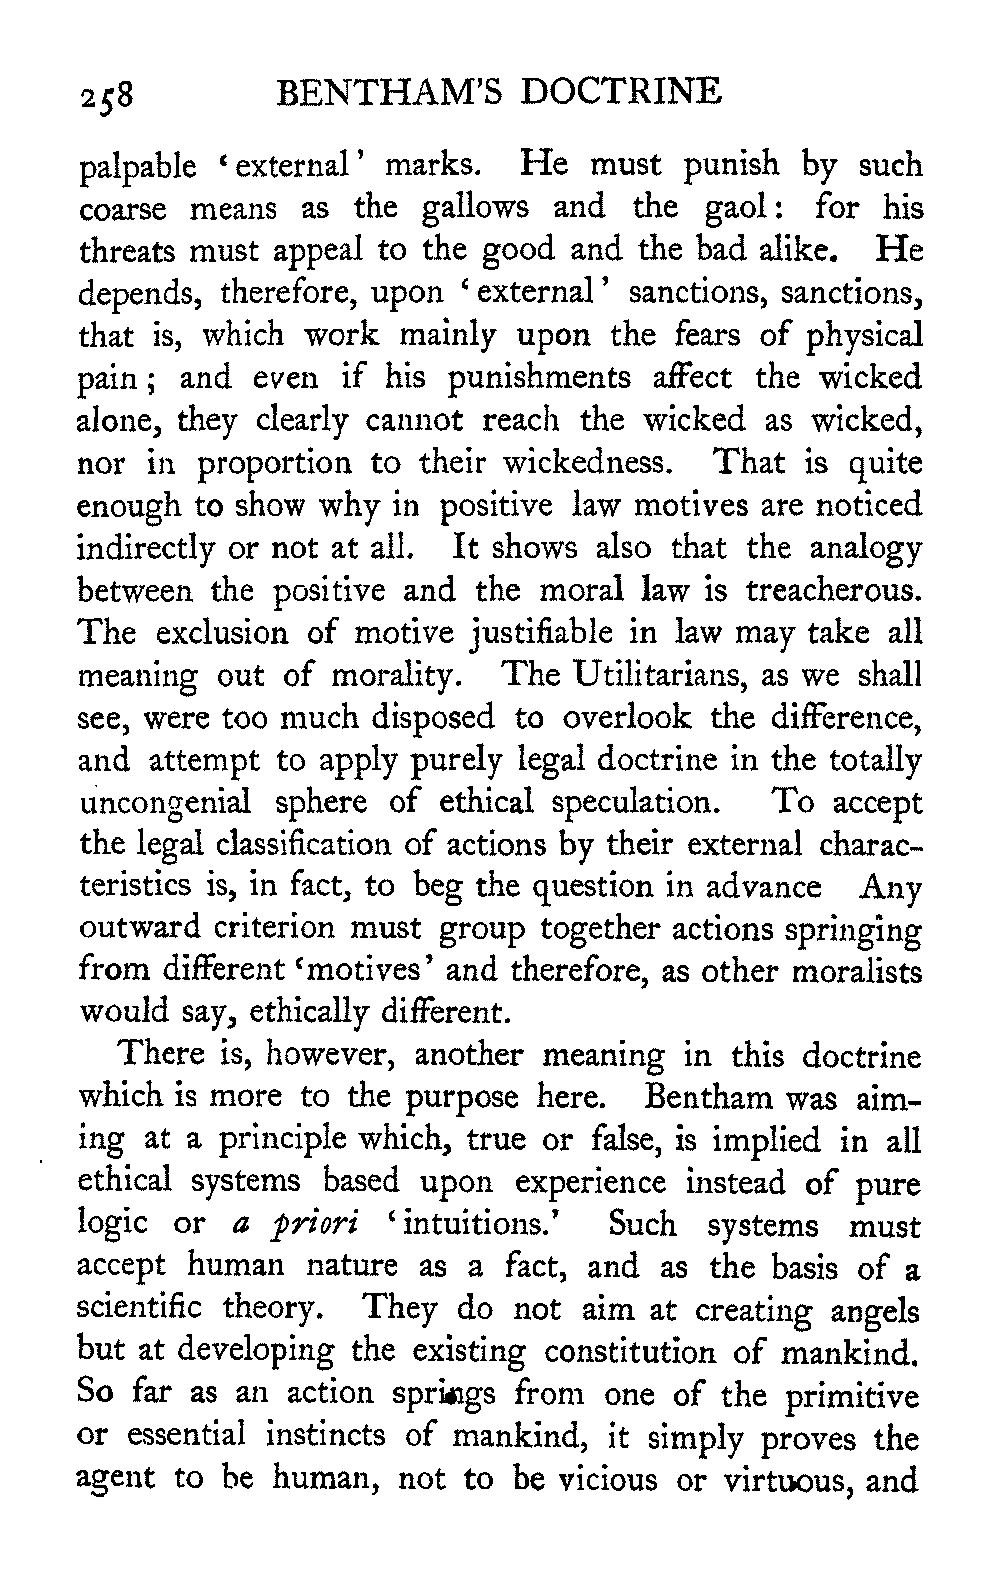 258 BENTHAM'S DOCTRINE
palpable ‘external’ marks. He must punish by such
coarse means as the gallows and the gaol: for his
threats must appeal to the good and the bad alike. He
depends, therefore, upon ‘external’ sanctions, sanctions,
that is, which work mainly upon the fears of physical
pain; and even if his punishments affect the wicked
alone, they clearly cannot reach the wicked as wicked,
nor in proportion to their wickedness. That is quite
enough to show why in positive law motives are noticed
indirectly or not at all. It shows also that the analogy
between the positive and the moral law is treacherous.
The exclusion of motive justifiable in law may take all
meaning out of morality. The Utilitarians, as we shall
see, were too much disposed to overlook the difference,
and attempt to apply purely legal doctrine in the totally
uncongenial sphere of ethical speculation. To accept
the legal classification of actions by their external charac-
teristics is, in fact, to beg the question in advance Any
outward criterion must group together actions springing
from different ‘motives’ and therefore, as other moralists
would say, ethically different.
There is, however, another meaning in this doctrine
which is more to the purpose here. Bentham was aim-
ing at a principle which, true or false, is implied in all
ethical systems based upon experience instead of pure
logic or a priori ‘intuitions.’ Such systems must
accept human nature as a fact, and as the basis of a
scientific theory. They do not aim at creating angels
but at developing the existing constitution of mankind.
So far as an action springs from one of the primitive
or essential instincts of mankind, it simply proves the
agent to be human, not to be vicious or virtuous, and